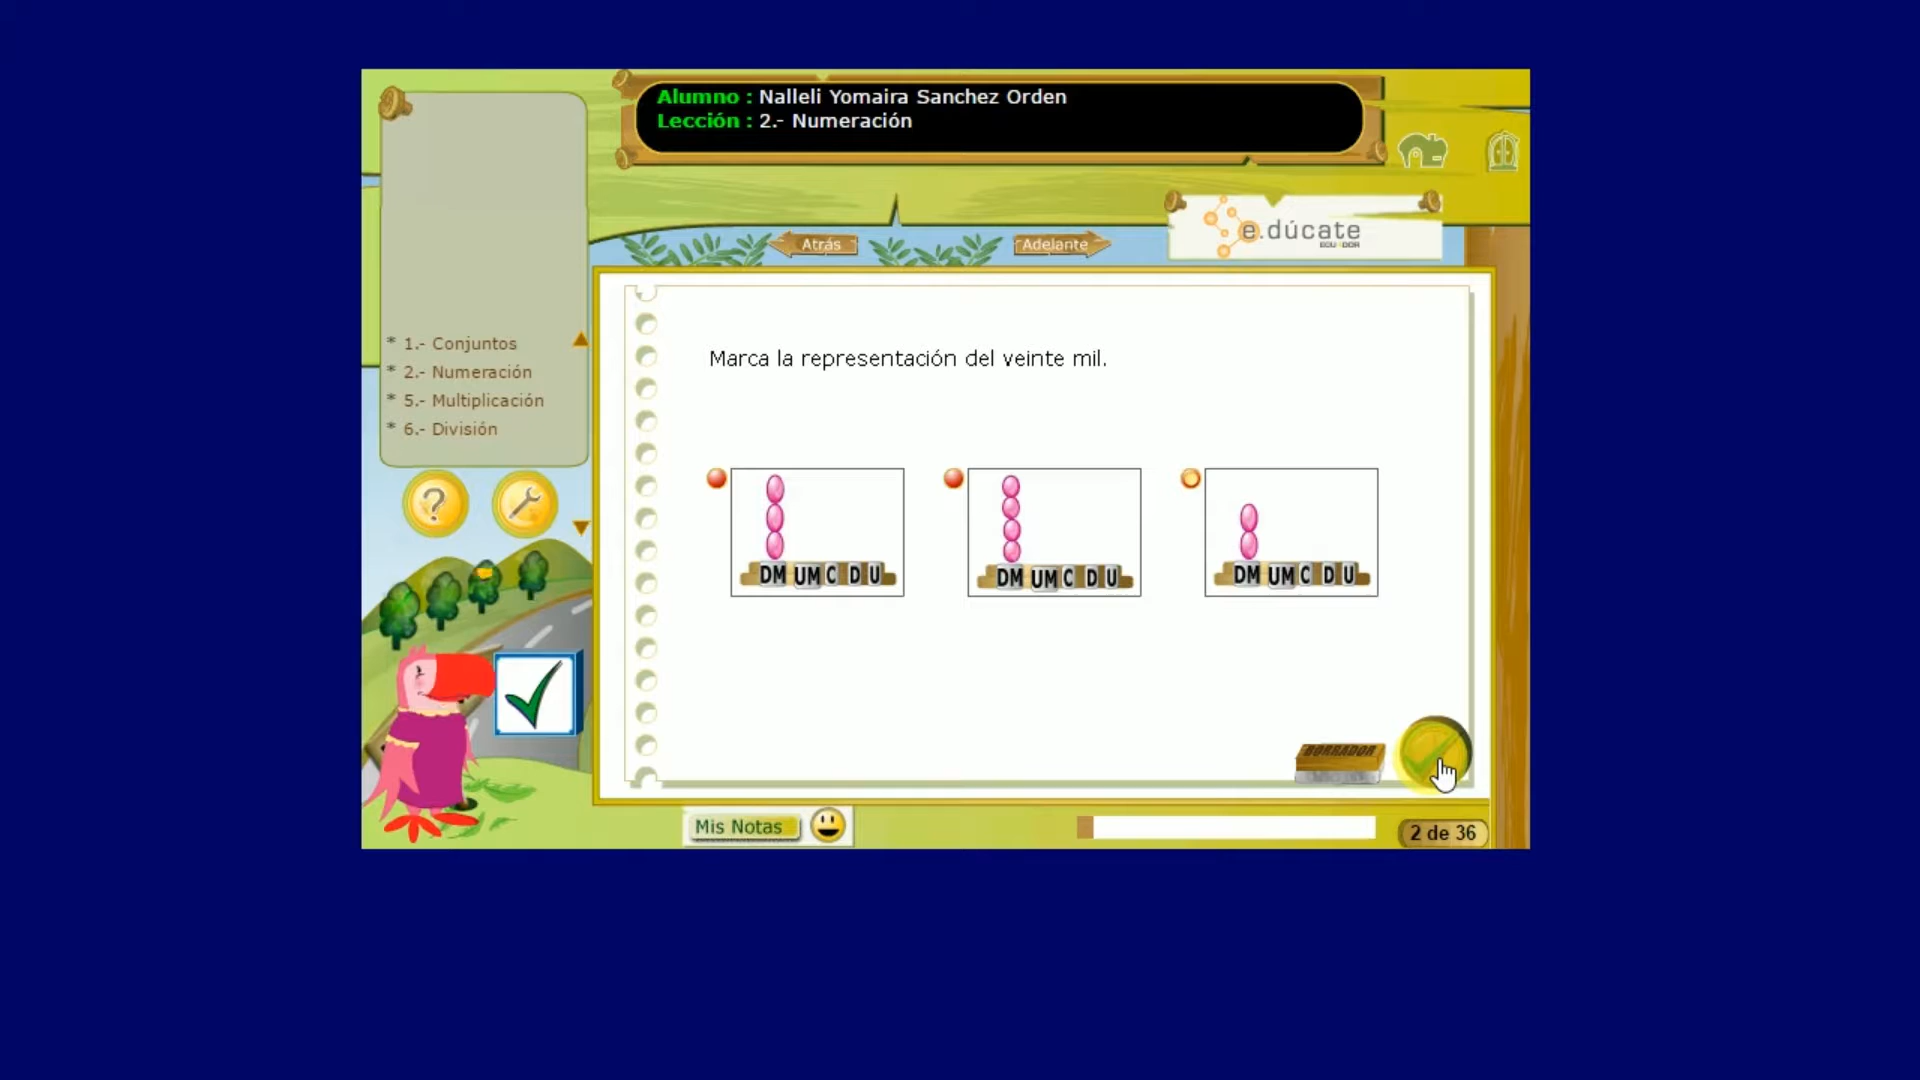 Alumno : Nalleli Yomaira Sanchez Orden
Lección : 2.- Numeración
e.dúcate
ECUADOR
Atrás
Adelante
* 1.- Conjuntos
* 2.- Numeración
* 5.- Multiplicación
* 6.- División
?
Marca la representación del veinte mil.
DM UM C D U
DM UM C D U
DM UM C D U
BORRADOR
Mis Notas
2 de 36